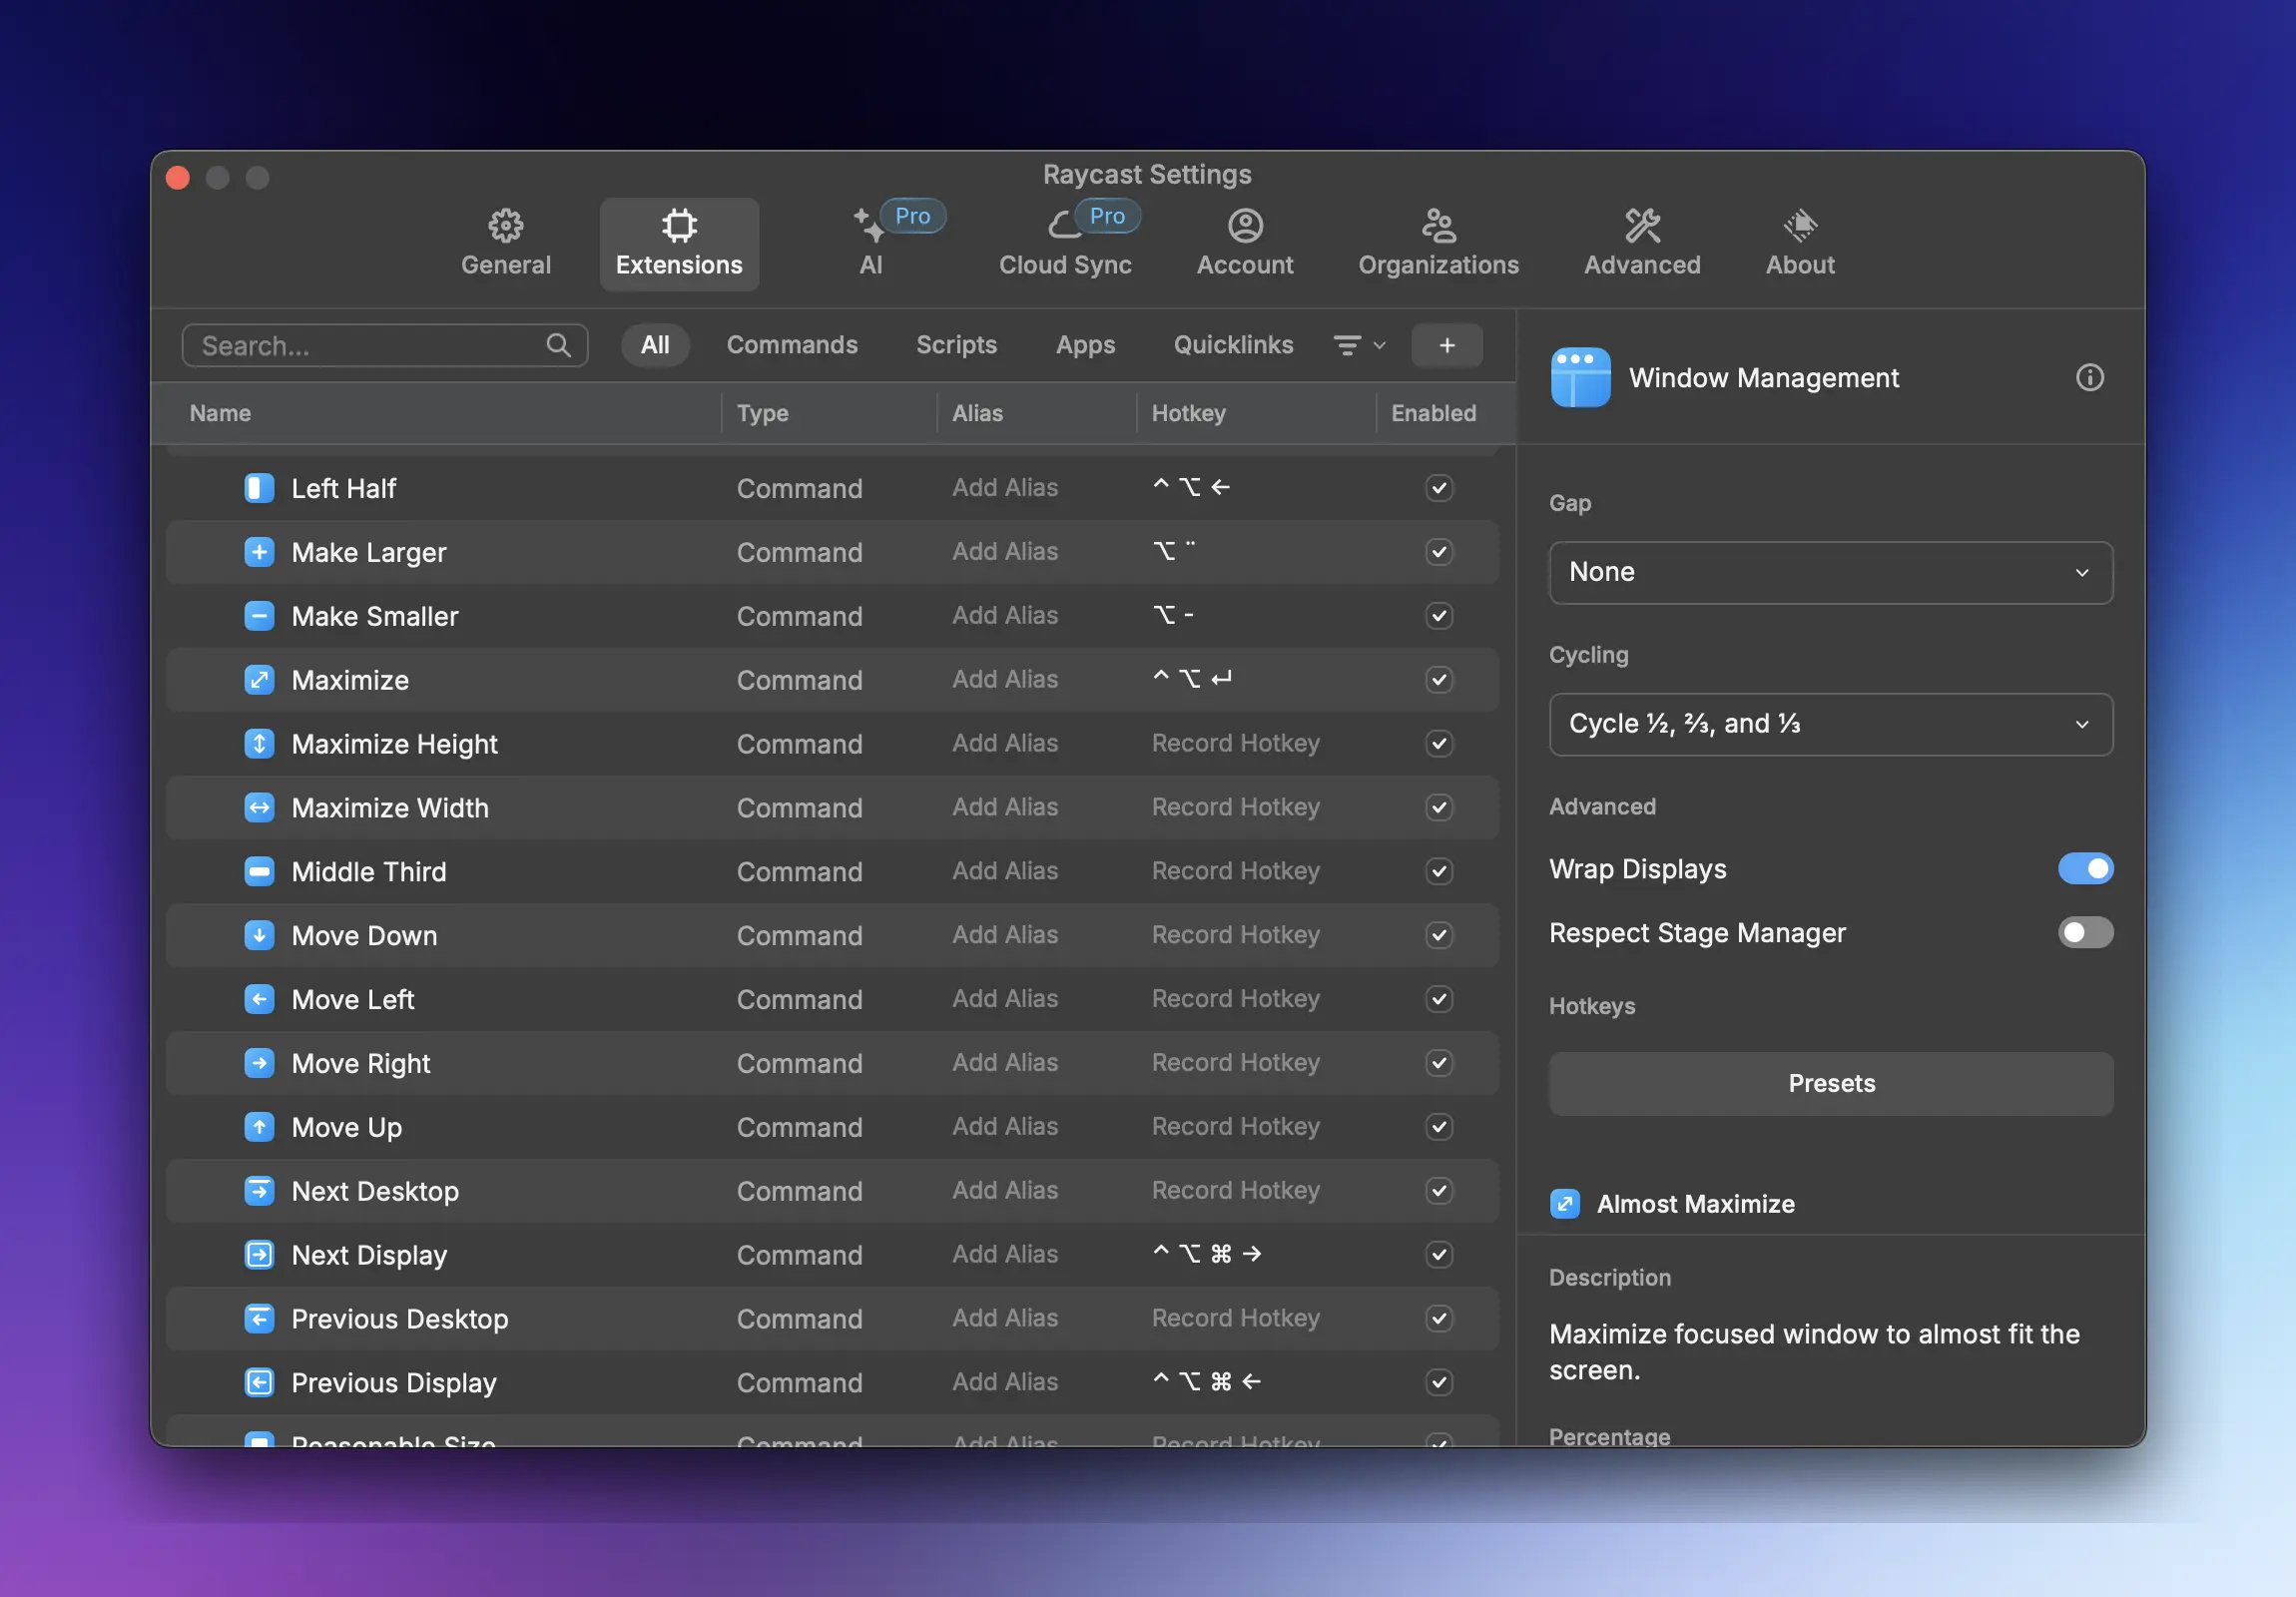 Raycast Settings
General
Extensions
Pro
AI
Pro
Cloud Sync
Account
Organizations
Advanced
About
Search...
All
Commands
Scripts
Apps
Quicklinks
+
Name Type Alias Hotkey Enabled
Left Half Command Add Alias ^ ⌥ ←
Make Larger Command Add Alias ⌥ ¨
Make Smaller Command Add Alias ⌥ -
Maximize Command Add Alias ^ ⌥ ↵
Maximize Height Command Add Alias Record Hotkey
Maximize Width Command Add Alias Record Hotkey
Middle Third Command Add Alias Record Hotkey
Move Down Command Add Alias Record Hotkey
Move Left Command Add Alias Record Hotkey
Move Right Command Add Alias Record Hotkey
Move Up Command Add Alias Record Hotkey
Next Desktop Command Add Alias Record Hotkey
Next Display Command Add Alias ^ ⌥ ⌘ →
Previous Desktop Command Add Alias Record Hotkey
Previous Display Command Add Alias ^ ⌥ ⌘ ←
Reasonable Size Command Add Alias Record Hotkey
Window Management
Gap
None
Cycling
Cycle ½, ⅔, and ⅓
Advanced
Wrap Displays
Respect Stage Manager
Hotkeys
Presets
Almost Maximize
Description
Maximize focused window to almost fit the
screen.
Percentage